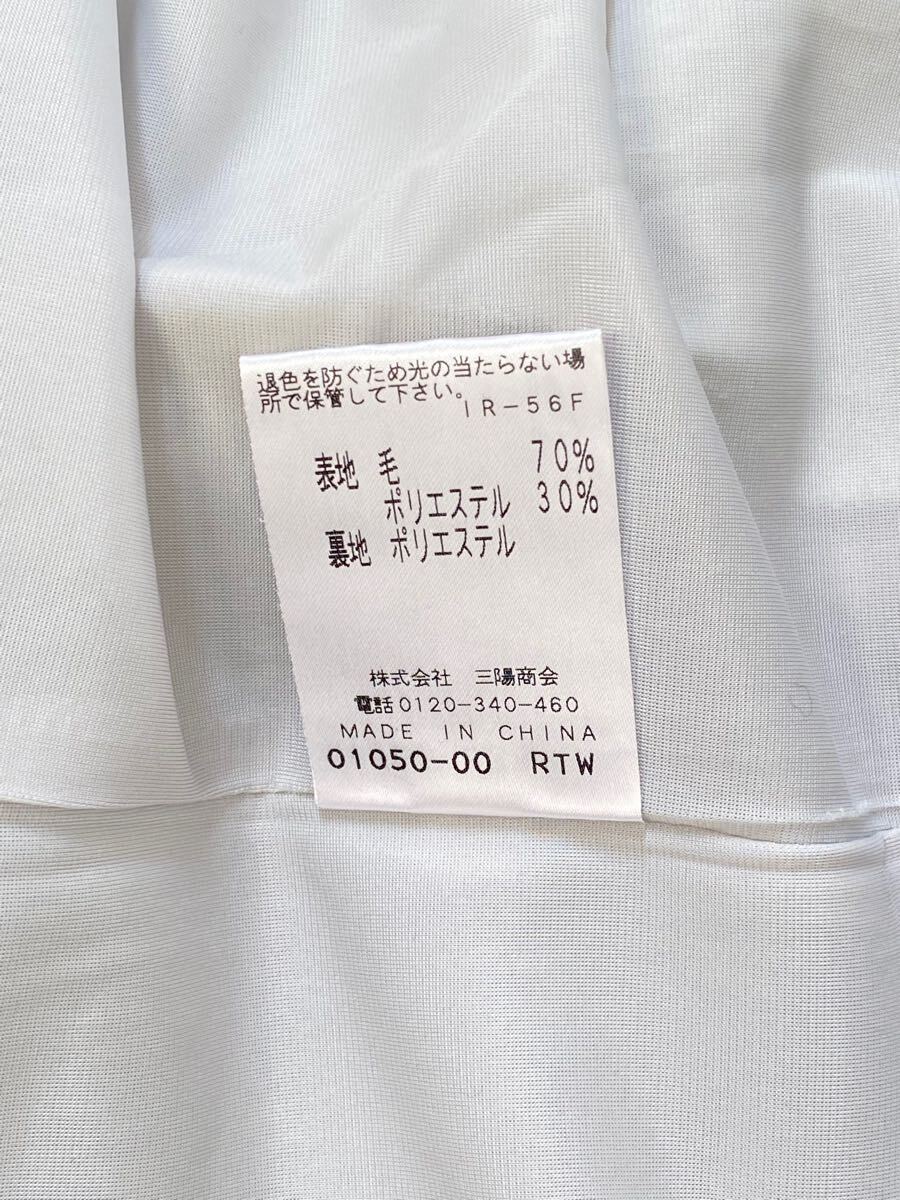 退色を防ぐため光の当たらない場
所で保管して下さい。
IR-56F
表地 毛 70%
ポリエステル 30%
裏地 ポリエステル
株式会社 三陽商会
電話0120-340-460
MADE IN CHINA
01050-00 RTW